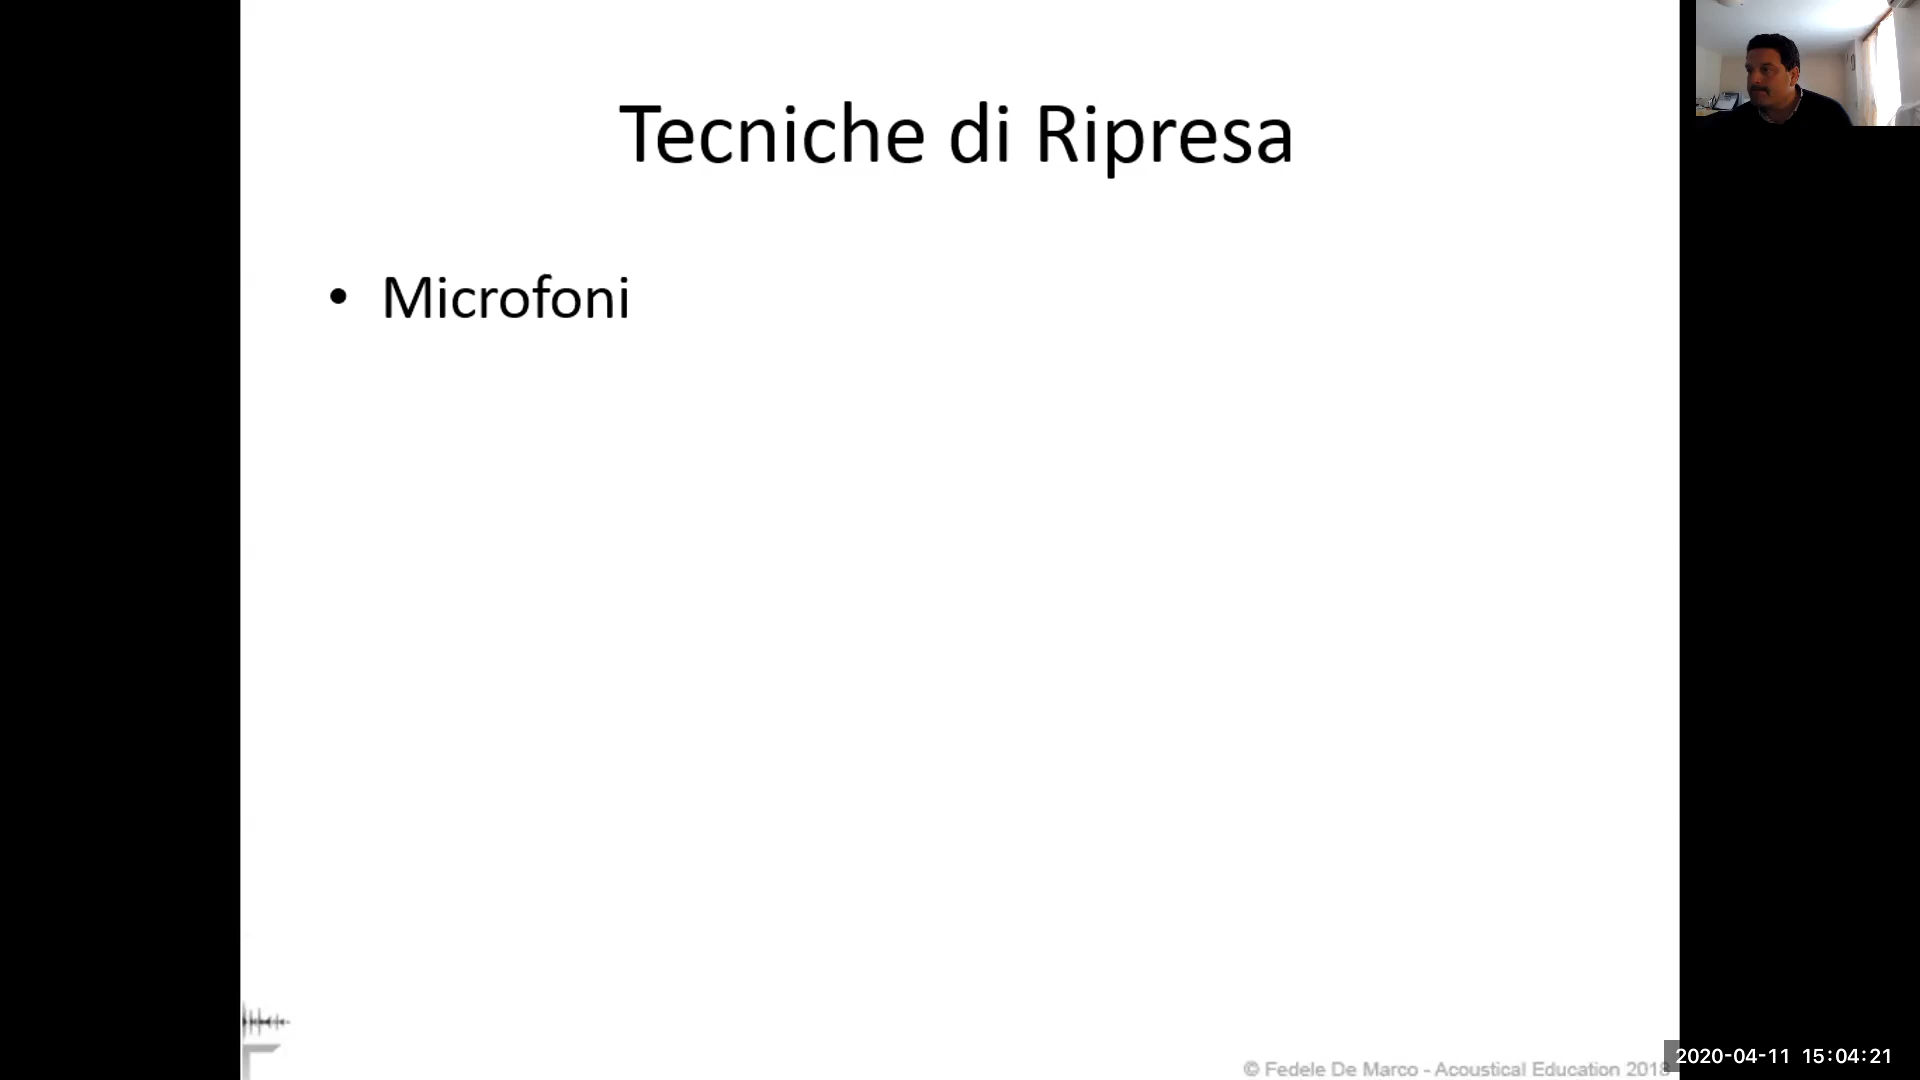 Tecniche di Ripresa
• Microfoni
© Fedele De Marco - Acoustical Education 2018
2020-04-11 15:04:21